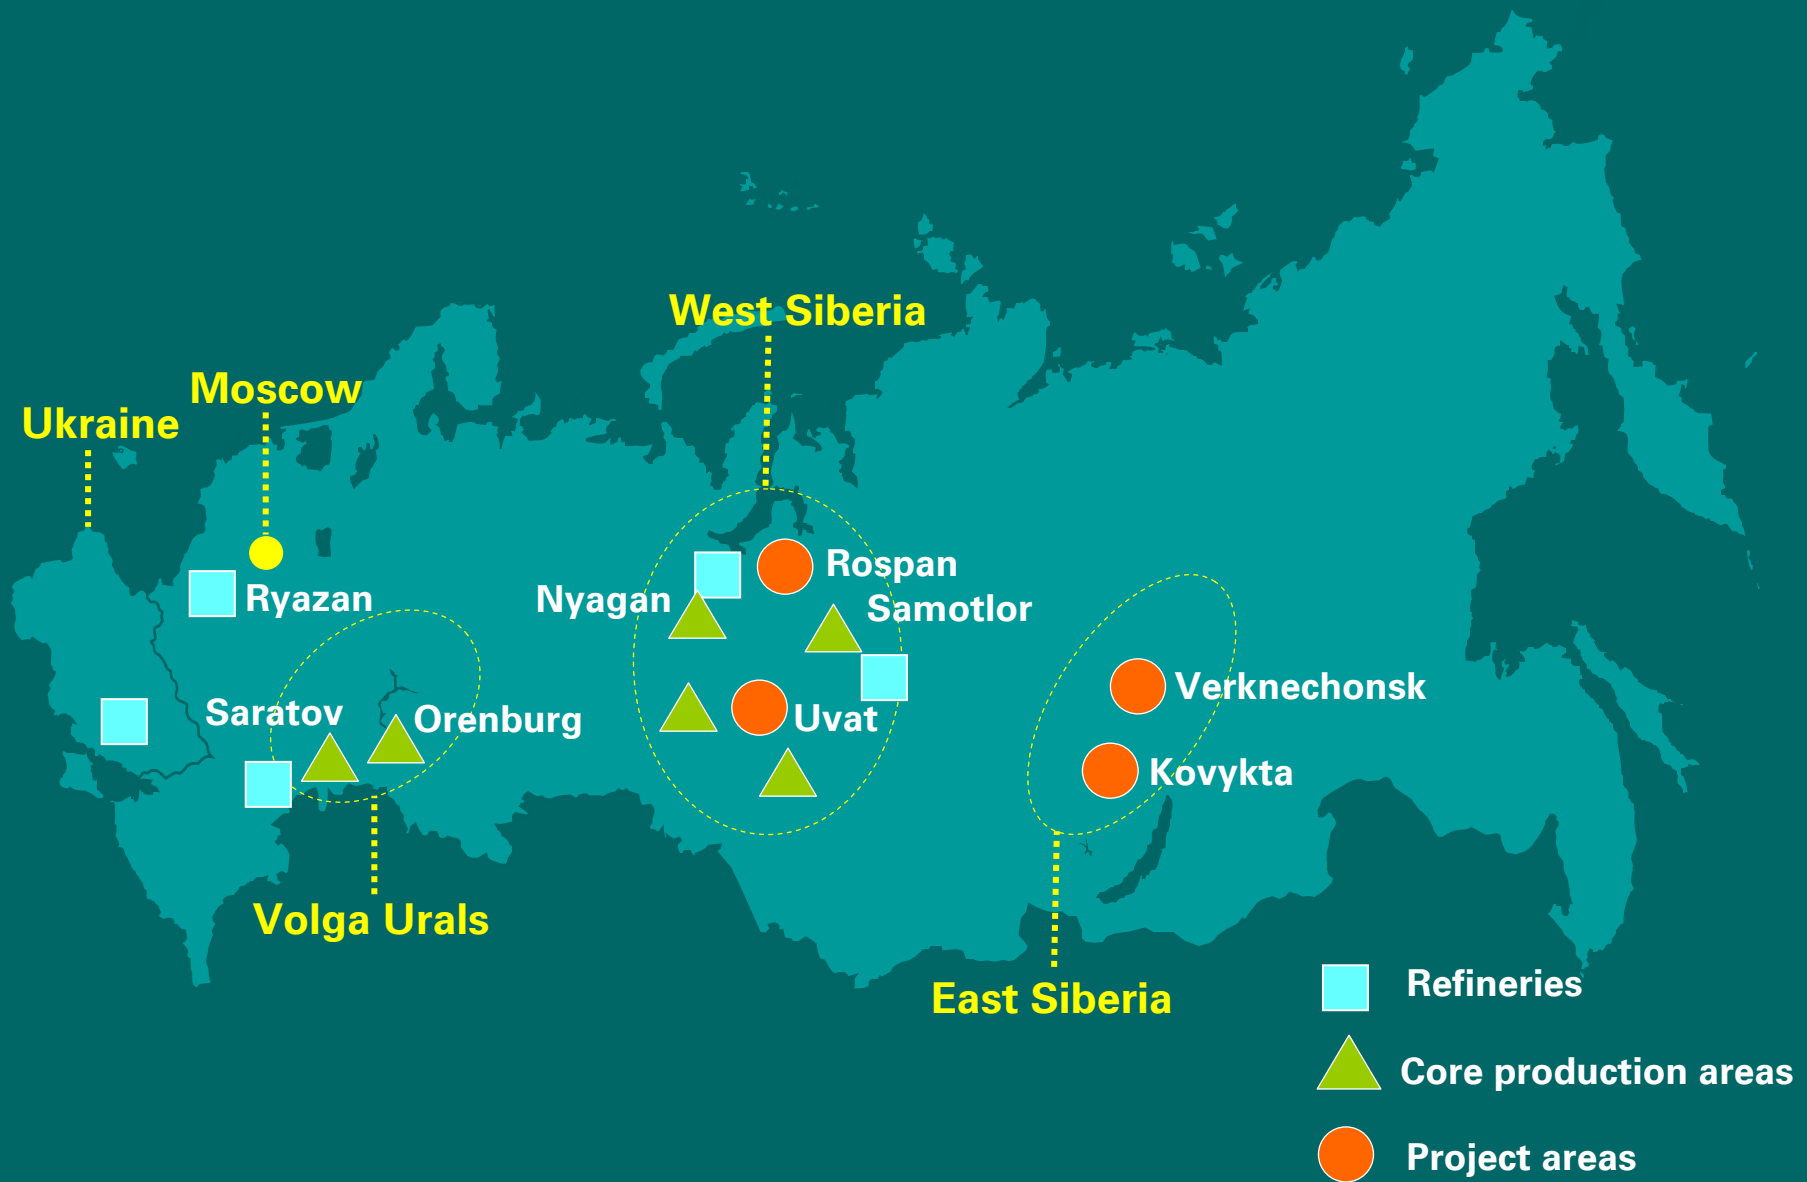 West Siberia
Moscow
Ukraine
Rospan
Nyagan
Ryazan
Samotlor
Verknechonsk
Saratov
Orenburg
Uvat
Kovykta
Volga Urals
East Siberia
Refineries
Core production areas
Project areas